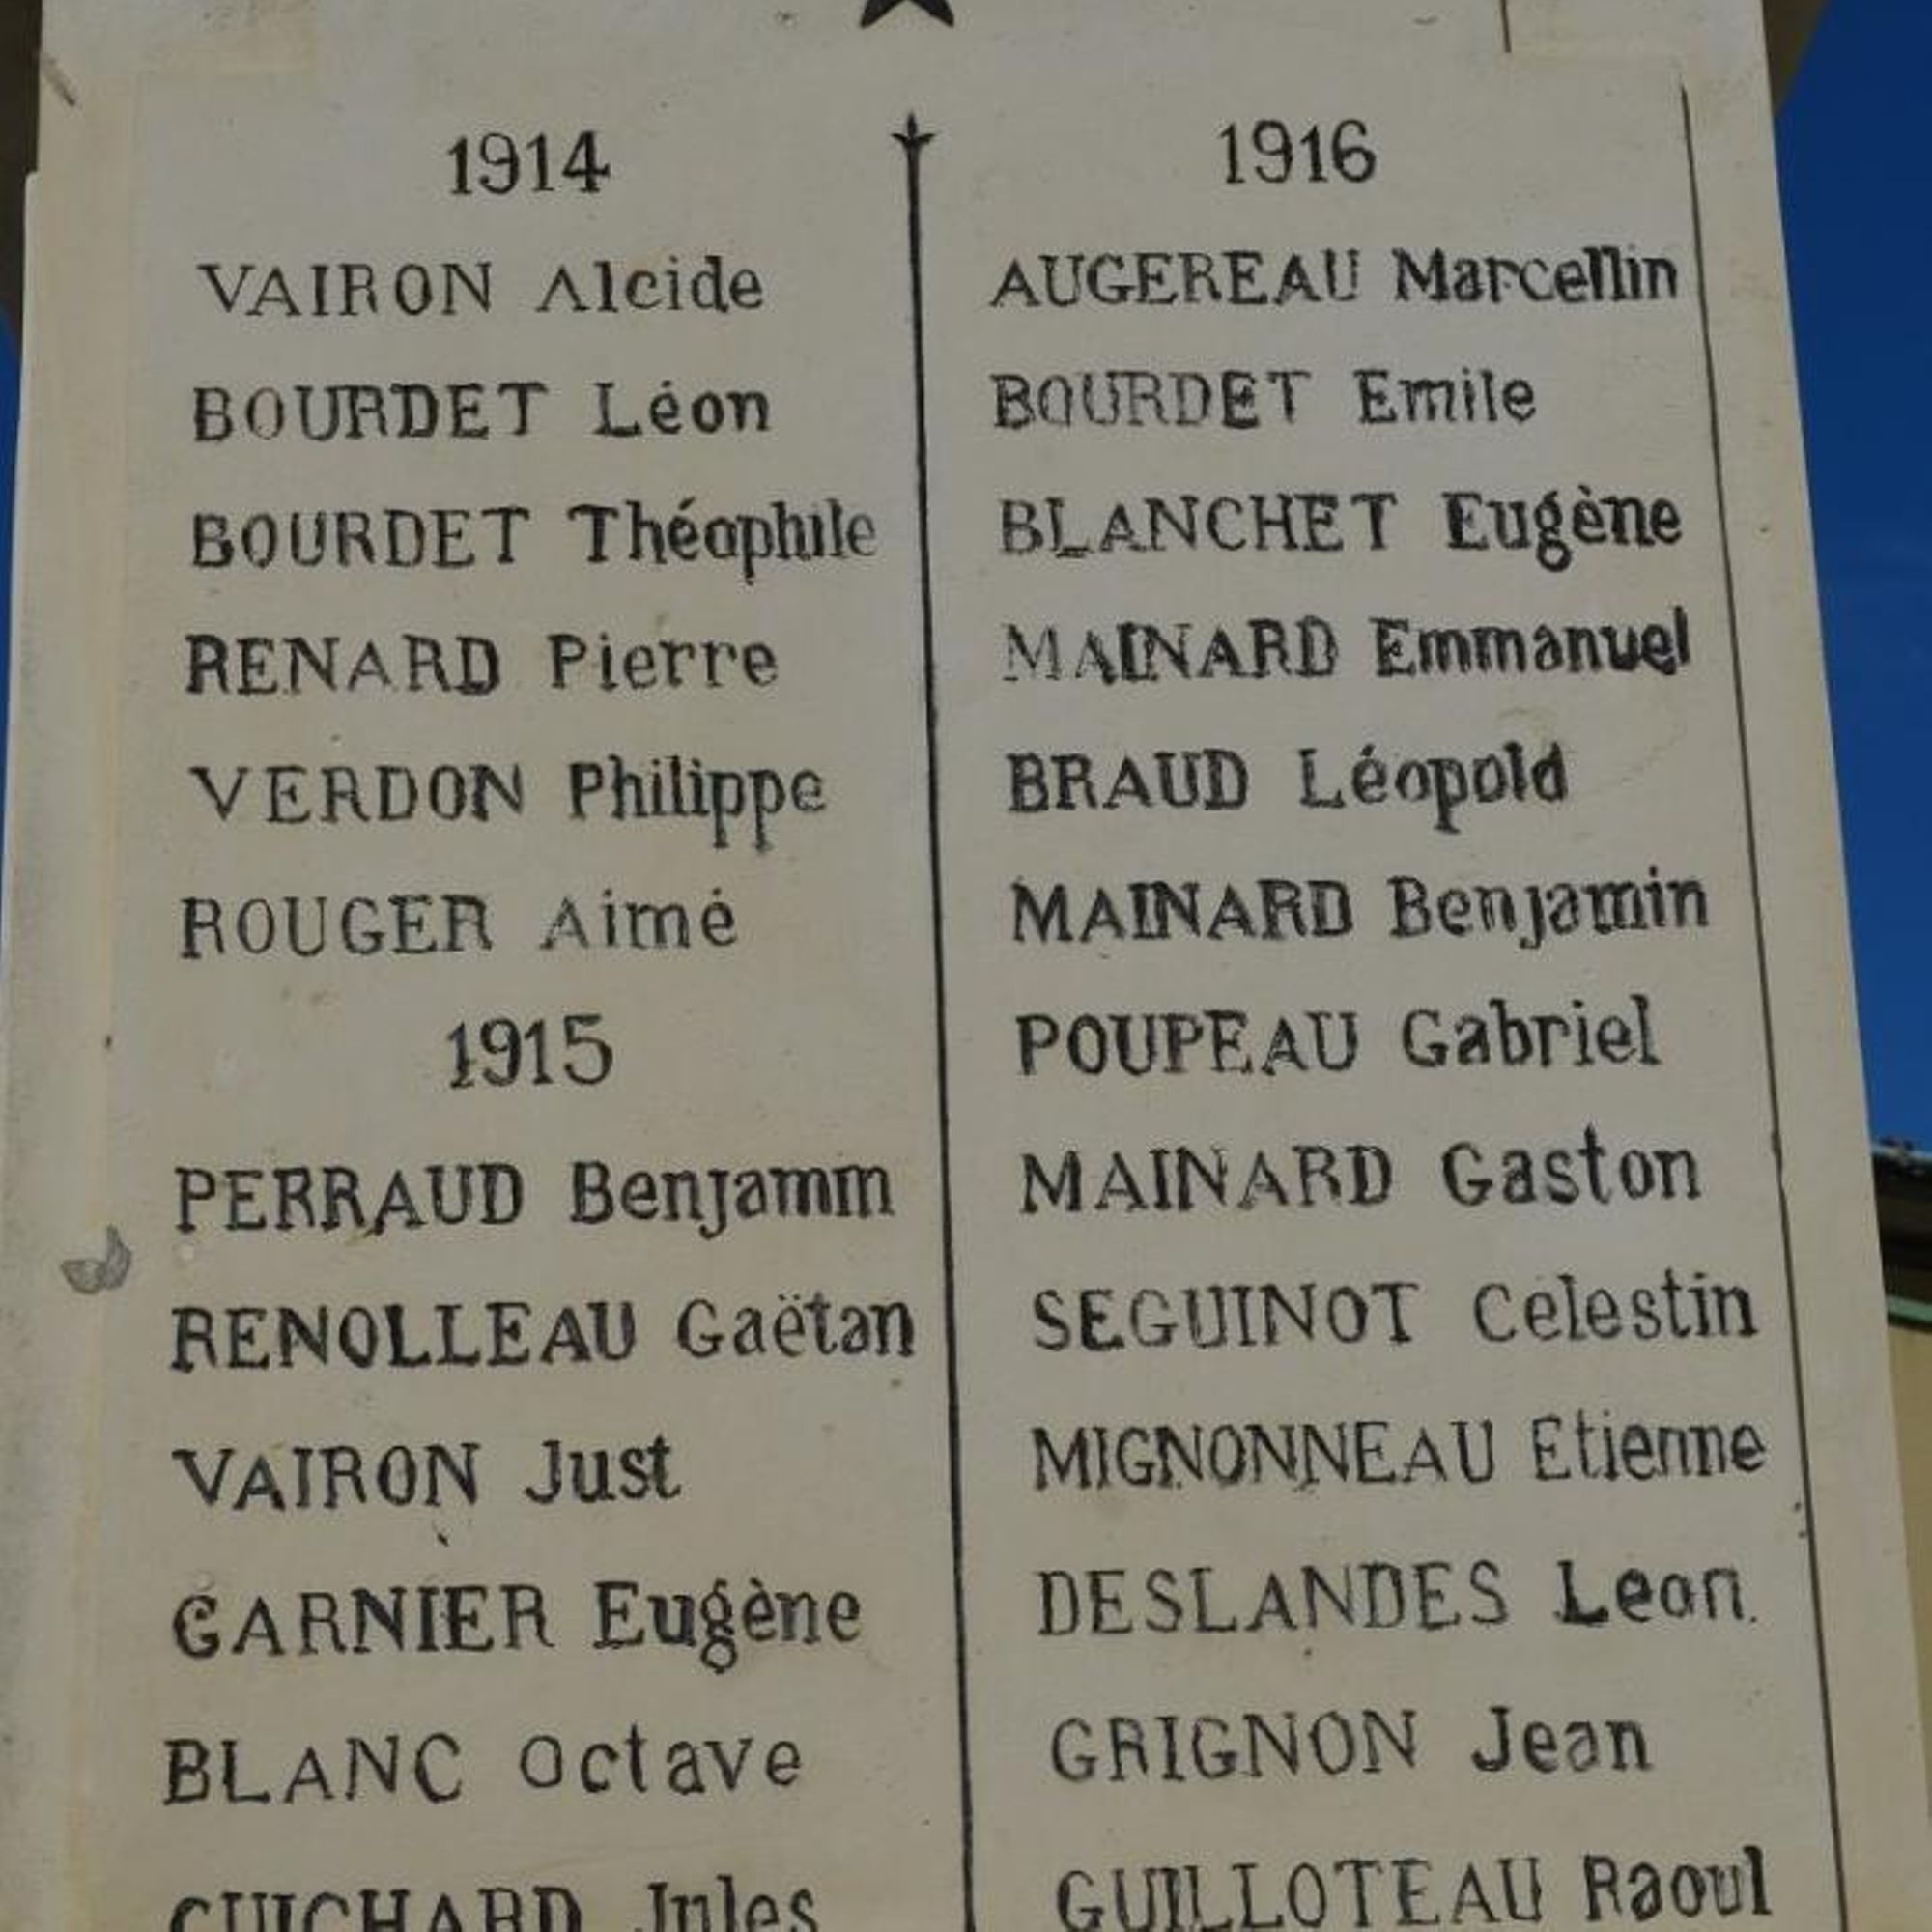 1914
VAIRON Alcide
BOURDET Léon
BOURDET Théophile
RENARD Pierre
VERDON Philippe
ROUGER Aimé
1915
PERRAUD Benjamin
RENOLLEAU Gaëtan
VAIRON Just
GARNIER Eugène
BLANC Octave
GUICHARD Jules
1916
AUGEREAU Marcellin
BOURDET Emile
BLANCHET Eugène
MAINARD Emmanuel
BRAUD Léopold
MAINARD Benjamin
POUPEAU Gabriel
MAINARD Gaston
SEGUINOT Celestin
MIGNONNEAU Etienne
DESLANDES Leon.
GRIGNON Jean
GUILLOTEAU Raoul